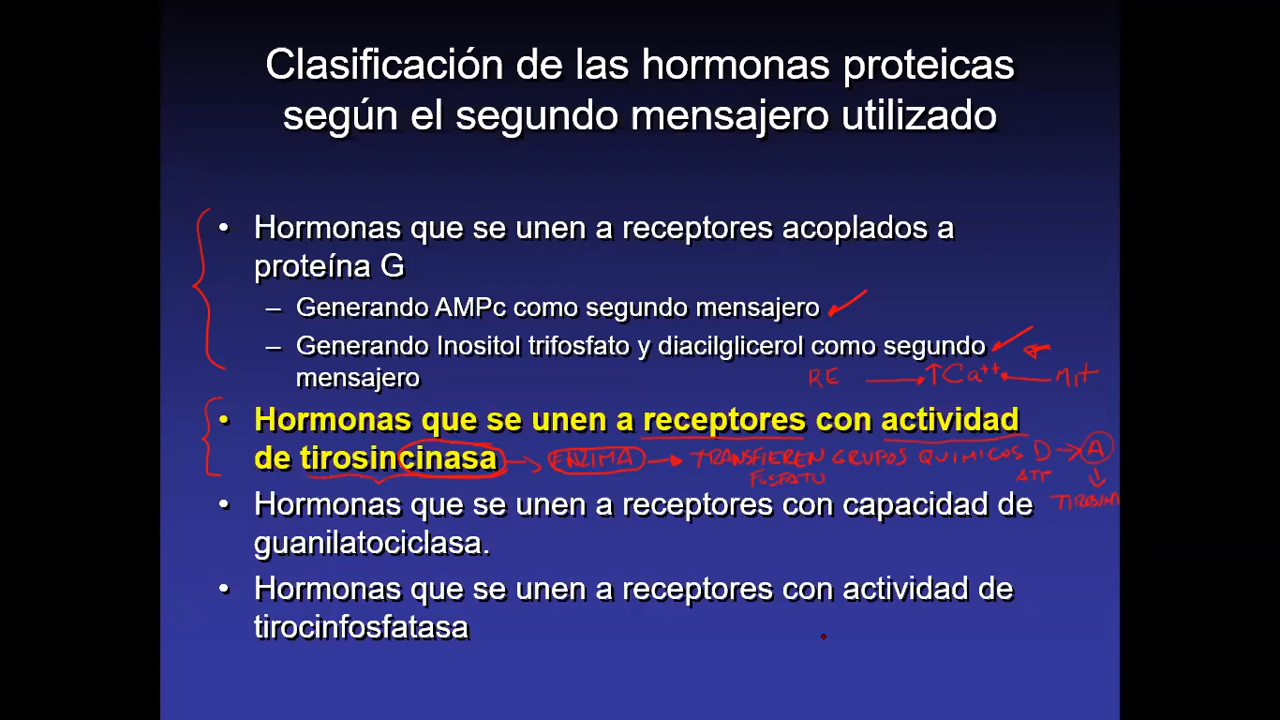 Clasificación de las hormonas proteicas
según el segundo mensajero utilizado
• Hormonas que se unen a receptores acoplados a
proteína G
– Generando AMPc como segundo mensajero
– Generando Inositol trifosfato y diacilglicerol como segundo
mensajero
RE ↑Ca++ Mit
• Hormonas que se unen a receptores con actividad
de tirosincinasa → ENZIMA → TRANSFIEREN GRUPOS QUIMICOS D → A
FOSFATO ATP
• Hormonas que se unen a receptores con capacidad de
guanilatociclasa.
• Hormonas que se unen a receptores con actividad de
tirocinfosfatasa